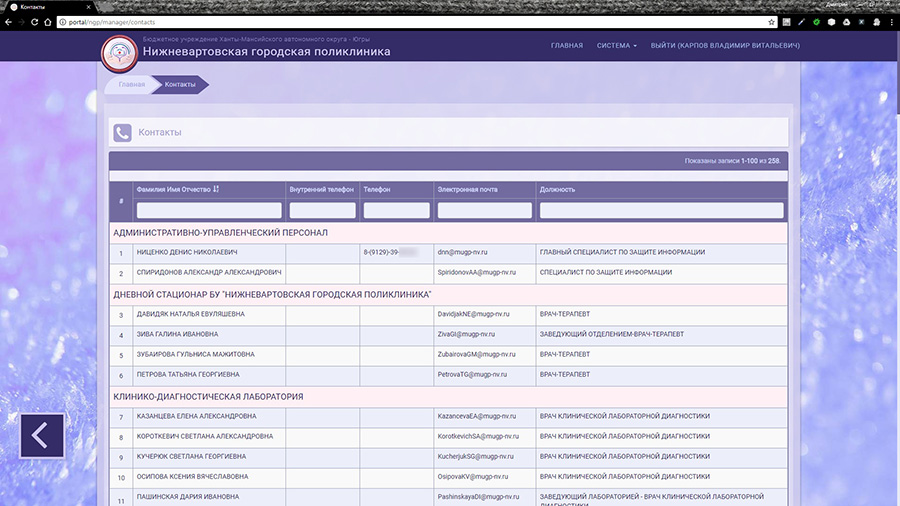 Контакты
Дмитрий
portal/ngp/manager/contacts
Бюджетное учреждение Ханты-Мансийского автономного округа - Югры
Нижневартовская городская поликлиника
ГЛАВНАЯ СИСТЕМА ВЫЙТИ (КАРПОВ ВЛАДИМИР ВИТАЛЬЕВИЧ)
Главная Контакты
Контакты
Показаны записи 1-100 из 258.
# Фамилия Имя Отчество Внутренний телефон Телефон Электронная почта Должность
АДМИНИСТРАТИВНО-УПРАВЛЕНЧЕСКИЙ ПЕРСОНАЛ
1 НИЦЕНКО ДЕНИС НИКОЛАЕВИЧ 8-(9129)-39 dnn@mugp-nv.ru ГЛАВНЫЙ СПЕЦИАЛИСТ ПО ЗАЩИТЕ ИНФОРМАЦИИ
2 СПИРИДОНОВ АЛЕКСАНДР АЛЕКСАНДРОВИЧ SpiridonovAA@mugp-nv.ru СПЕЦИАЛИСТ ПО ЗАЩИТЕ ИНФОРМАЦИИ
ДНЕВНОЙ СТАЦИОНАР БУ "НИЖНЕВАРТОВСКАЯ ГОРОДСКАЯ ПОЛИКЛИНИКА"
3 ДАВИДЯК НАТАЛЬЯ ЕВУЛЯШЕВНА DavidjakNE@mugp-nv.ru ВРАЧ-ТЕРАПЕВТ
4 ЗИВА ГАЛИНА ИВАНОВНА ZivaGI@mugp-nv.ru ЗАВЕДУЮЩИЙ ОТДЕЛЕНИЕМ-ВРАЧ-ТЕРАПЕВТ
5 ЗУБАИРОВА ГУЛЬНИСА МАЖИТОВНА ZubairovaGM@mugp-nv.ru ВРАЧ-ТЕРАПЕВТ
6 ПЕТРОВА ТАТЬЯНА ГЕОРГИЕВНА PetrovaTG@mugp-nv.ru ВРАЧ-ТЕРАПЕВТ
КЛИНИКО-ДИАГНОСТИЧЕСКАЯ ЛАБОРАТОРИЯ
7 КАЗАНЦЕВА ЕЛЕНА АЛЕКСАНДРОВНА KazancevaEA@mugp-nv.ru ВРАЧ КЛИНИЧЕСКОЙ ЛАБОРАТОРНОЙ ДИАГНОСТИКИ
8 КОРОТКЕВИЧ СВЕТЛАНА АЛЕКСАНДРОВНА KorotkevichSA@mugp-nv.ru ВРАЧ КЛИНИЧЕСКОЙ ЛАБОРАТОРНОЙ ДИАГНОСТИКИ
9 КУЧЕРЮК СВЕТЛАНА ГЕОРГИЕВНА KucherjukSG@mugp-nv.ru ВРАЧ КЛИНИЧЕСКОЙ ЛАБОРАТОРНОЙ ДИАГНОСТИКИ
10 ОСИПОВА КСЕНИЯ ВЯЧЕСЛАВОВНА OsipovaKV@mugp-nv.ru ВРАЧ КЛИНИЧЕСКОЙ ЛАБОРАТОРНОЙ ДИАГНОСТИКИ
11 ПАШИНСКАЯ ДАРИЯ ИВАНОВНА PashinskayaDI@mugp-nv.ru ЗАВЕДУЮЩИЙ ЛАБОРАТОРИЕЙ - ВРАЧ КЛИНИЧЕСКОЙ ЛАБОРАТОРНОЙ
ДИАГНОСТИКИ